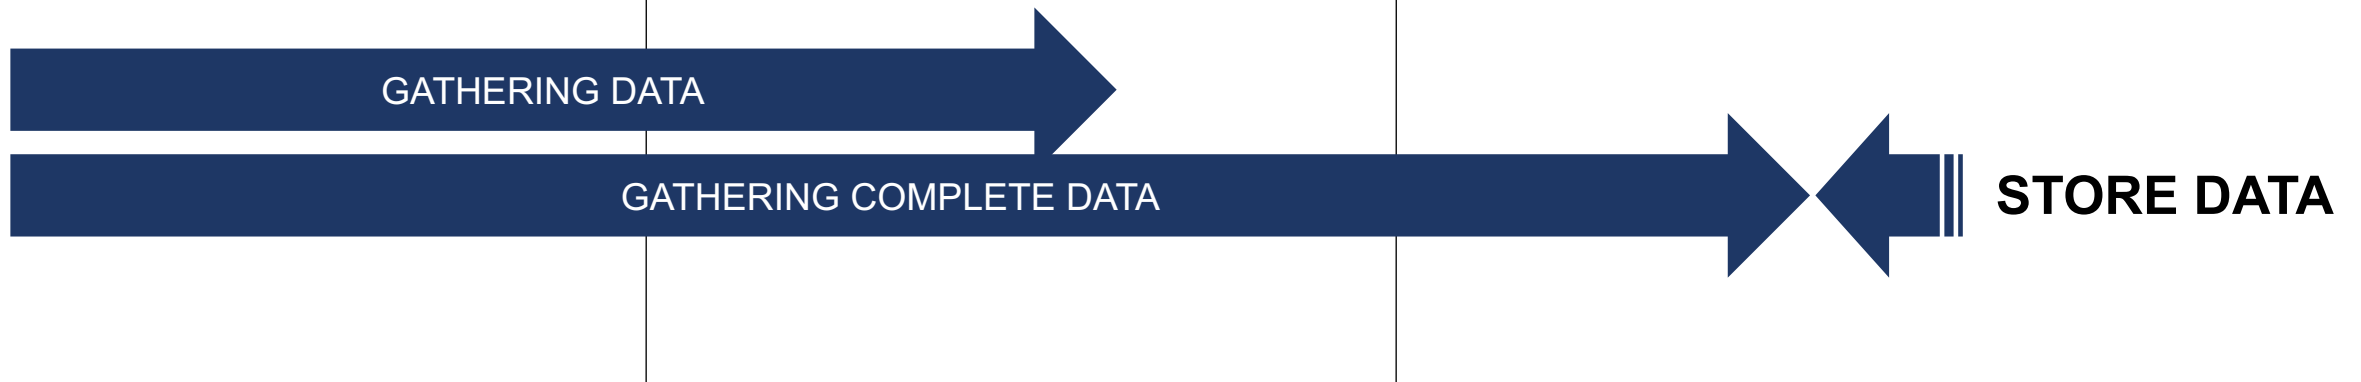 GATHERING DATA
GATHERING COMPLETE DATA
STORE DATA